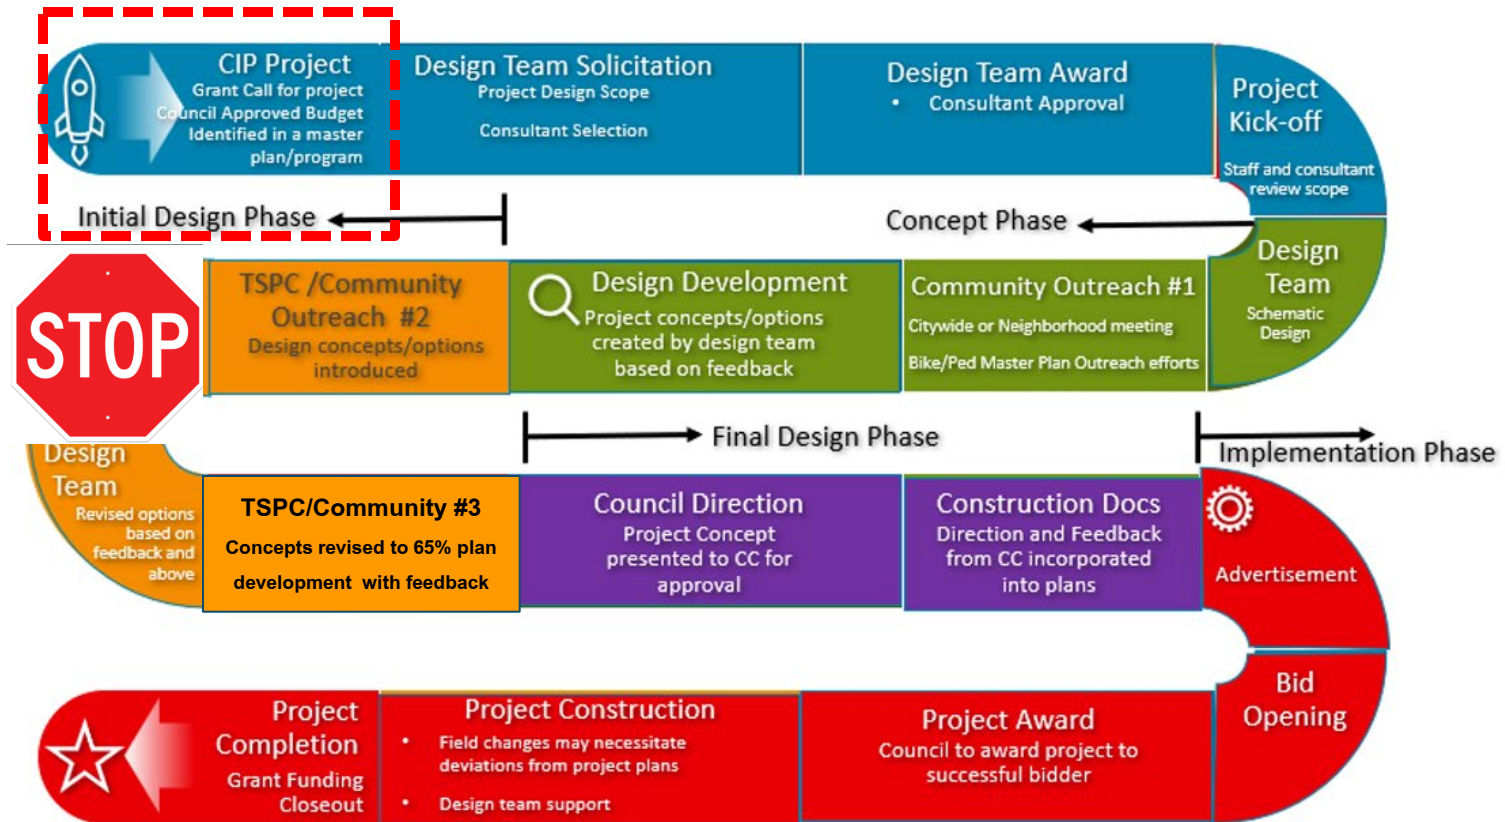 CIP Project
Grant Call for project
Council Approved Budget
Identified in a master
plan/program
Design Team Solicitation
Project Design Scope
Consultant Selection
Design Team Award
• Consultant Approval
Project
Kick-off
Staff and consultant
review scope
Initial Design Phase
Concept Phase
Design
Team
Schematic
Design
Community Outreach #1
Citywide or Neighborhood meeting
Bike/Ped Master Plan Outreach efforts
Design Development
Project concepts/options
created by design team
based on feedback
TSPC /Community
Outreach #2
Design concepts/options
introduced
STOP
Final Design Phase
Implementation Phase
Design
Team
Revised options
based on
feedback and
above
TSPC/Community #3
Concepts revised to 65% plan
development with feedback
Council Direction
Project Concept
presented to CC for
approval
Construction Docs
Direction and Feedback
from CC incorporated
into plans
Advertisement
Bid
Opening
Project Award
Council to award project to
successful bidder
Project Construction
• Field changes may necessitate
deviations from project plans
• Design team support
Project
Completion
Grant Funding
Closeout